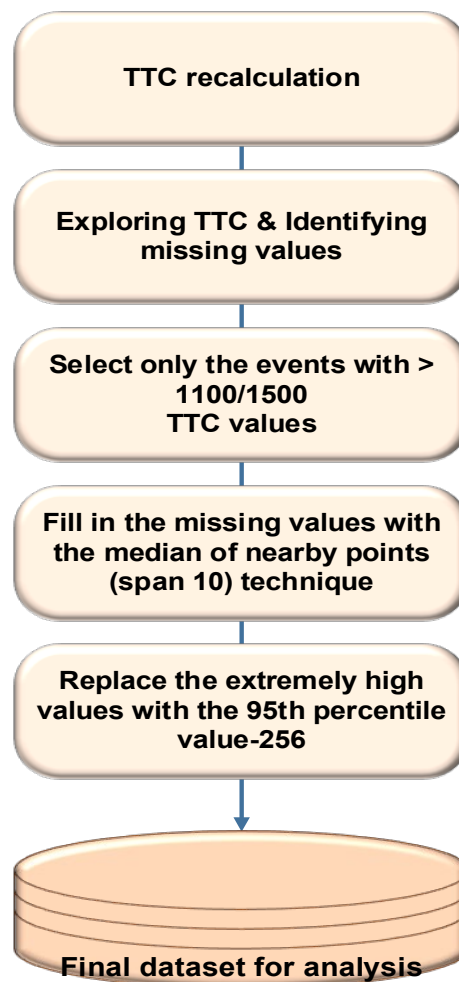 TTC recalculation
Exploring TTC & Identifying
missing values
Select only the events with >
1100/1500
TTC values
Fill in the missing values with
the median of nearby points
(span 10) technique
Replace the extremely high
values with the 95th percentile
value-256
Final dataset for analysis